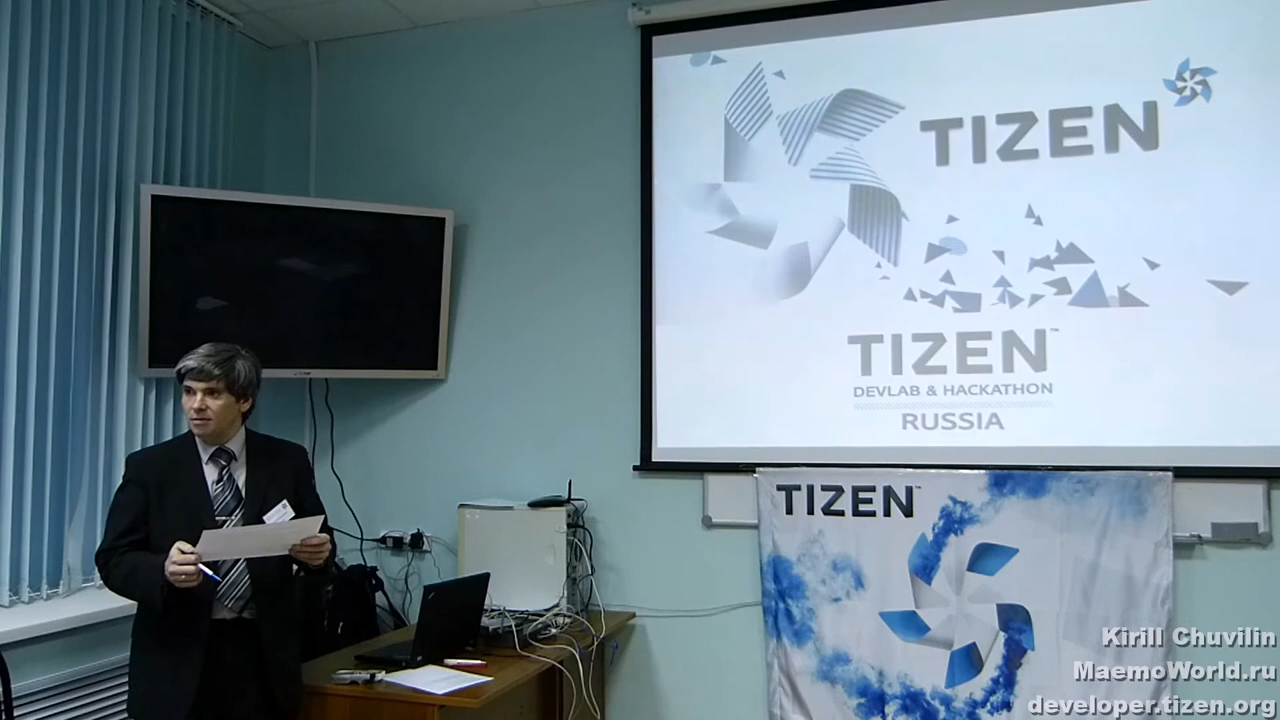 TIZEN
TIZEN™
DEVLAB & HACKATHON
RUSSIA
TIZEN™
Kirill Chuvilin
MaemoWorld.ru
developer.tizen.org